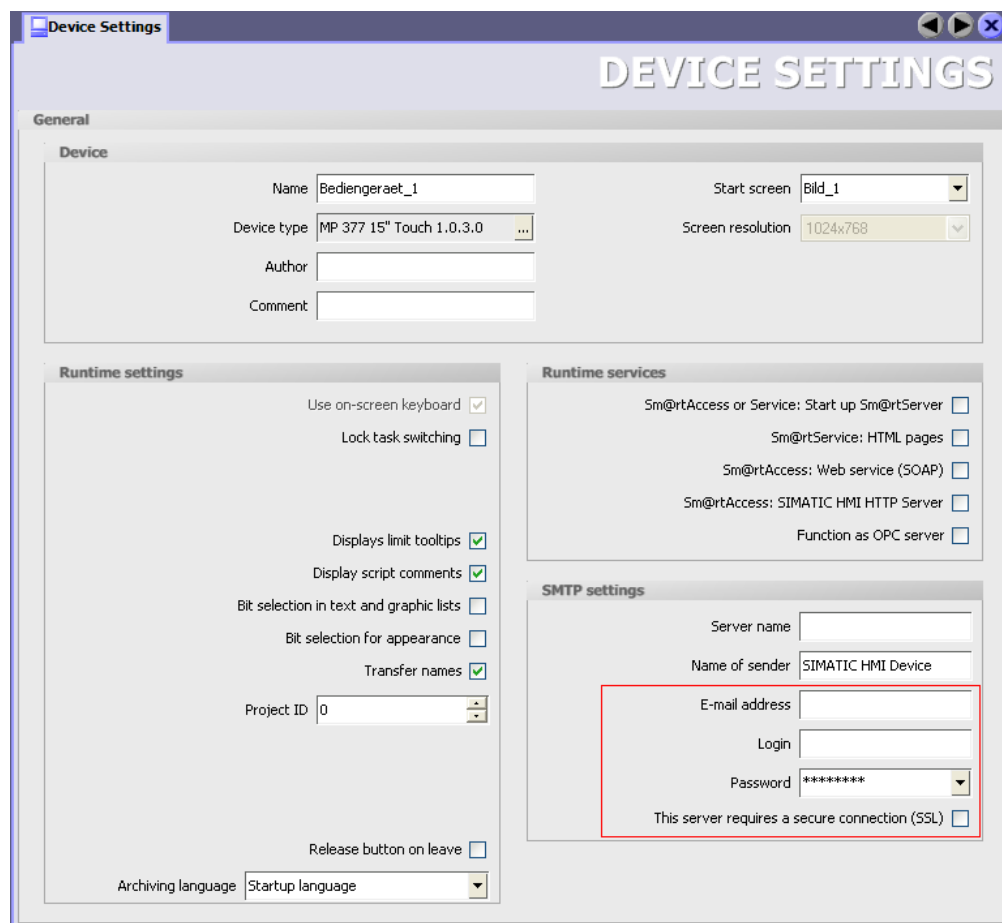 Device Settings
DEVICE SETTINGS
General
Device
Name Bediengeraet_1
Start screen Bild_1
Device type MP 377 15" Touch 1.0.3.0 ...
Screen resolution 1024x768
Author
Comment
Runtime settings
Use on-screen keyboard
Lock task switching
Displays limit tooltips
Display script comments
Bit selection in text and graphic lists
Bit selection for appearance
Transfer names
Project ID 0
Release button on leave
Archiving language Startup language
Runtime services
Sm@rtAccess or Service: Start up Sm@rtServer
Sm@rtService: HTML pages
Sm@rtAccess: Web service (SOAP)
Sm@rtAccess: SIMATIC HMI HTTP Server
Function as OPC server
SMTP settings
Server name
Name of sender SIMATIC HMI Device
E-mail address
Login
Password ********
This server requires a secure connection (SSL)